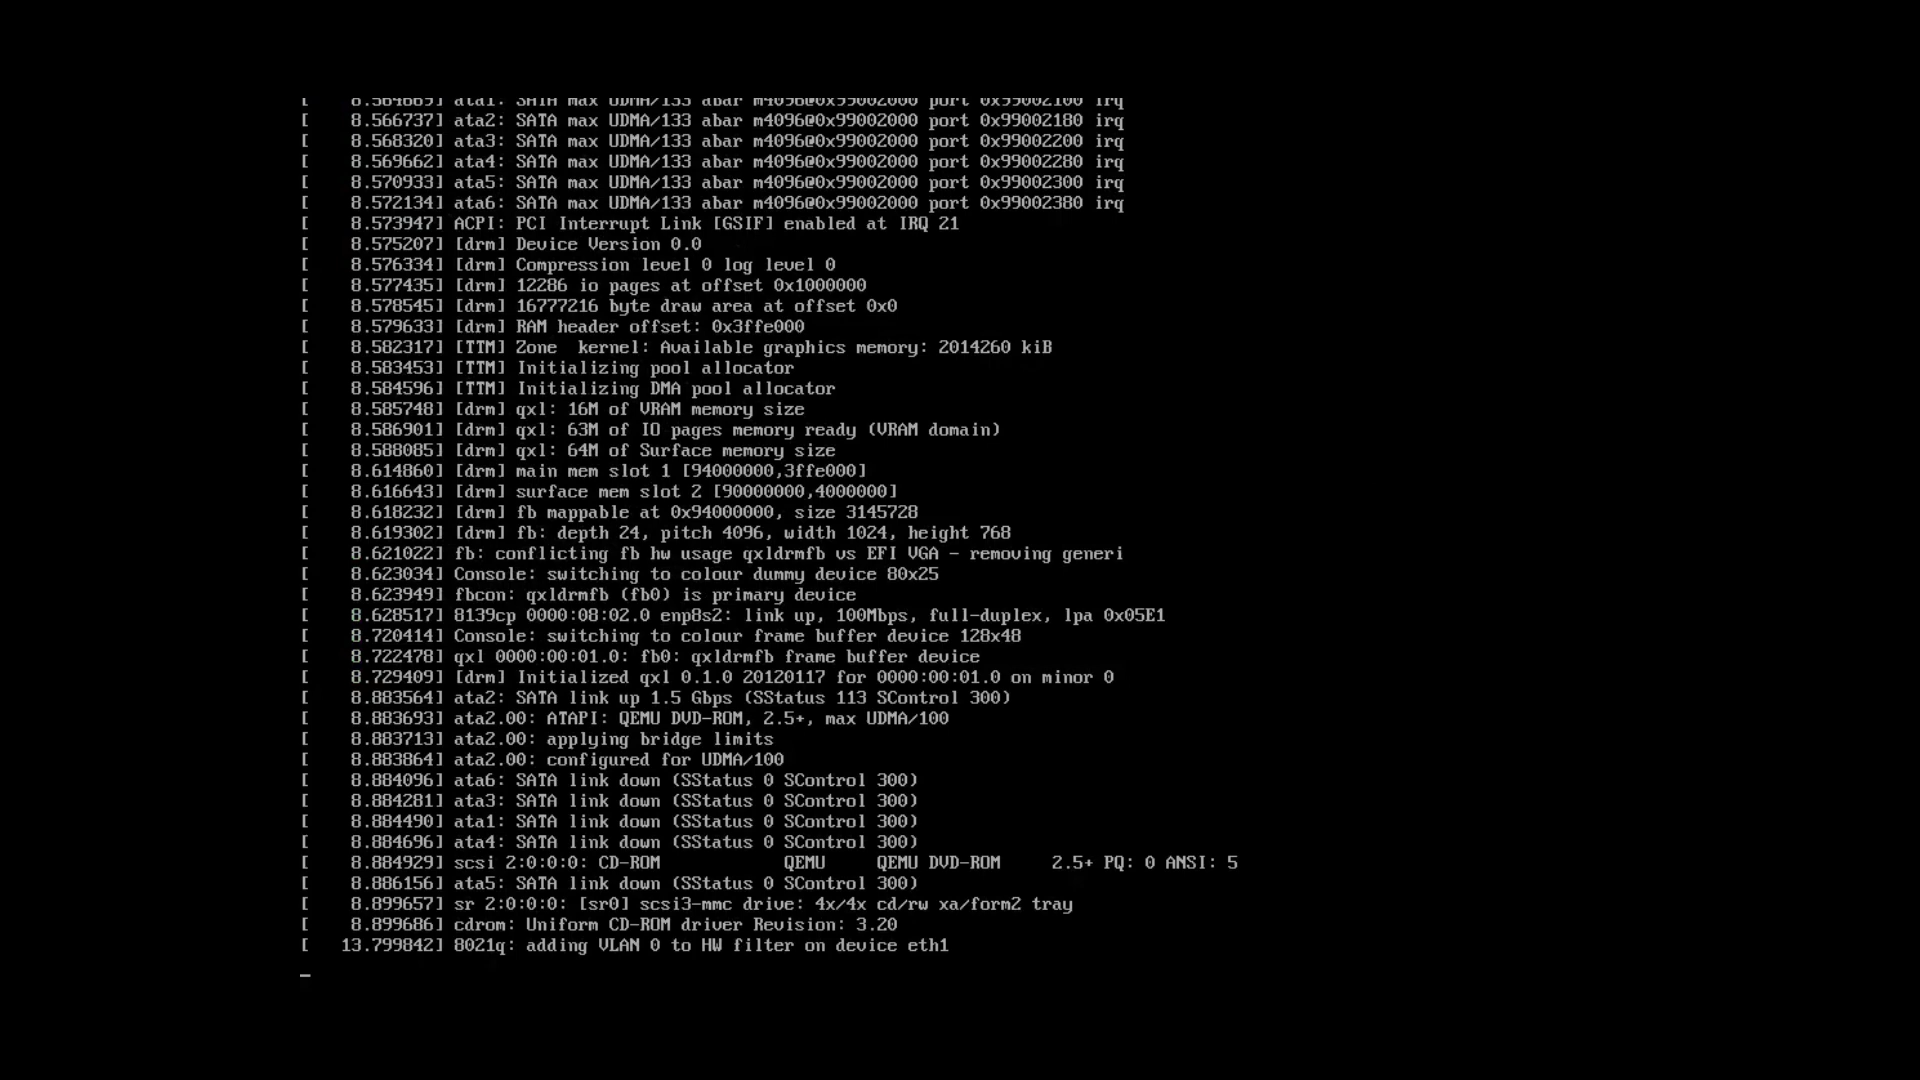 [    8.564669] ata1: SATA max UDMA/133 abar m4096@0x99002000 port 0x99002100 irq
[    8.566737] ata2: SATA max UDMA/133 abar m4096@0x99002000 port 0x99002180 irq
[    8.568320] ata3: SATA max UDMA/133 abar m4096@0x99002000 port 0x99002200 irq
[    8.569662] ata4: SATA max UDMA/133 abar m4096@0x99002000 port 0x99002280 irq
[    8.570933] ata5: SATA max UDMA/133 abar m4096@0x99002000 port 0x99002300 irq
[    8.572134] ata6: SATA max UDMA/133 abar m4096@0x99002000 port 0x99002380 irq
[    8.573947] ACPI: PCI Interrupt Link [GSIF] enabled at IRQ 21
[    8.575207] [drm] Device Version 0.0
[    8.576334] [drm] Compression level 0 log level 0
[    8.577435] [drm] 12286 io pages at offset 0x1000000
[    8.578545] [drm] 16777216 byte draw area at offset 0x0
[    8.579633] [drm] RAM header offset: 0x3ffe000
[    8.582317] [TTM] Zone  kernel: Available graphics memory: 2014260 kiB
[    8.583453] [TTM] Initializing pool allocator
[    8.584596] [TTM] Initializing DMA pool allocator
[    8.585748] [drm] qxl: 16M of VRAM memory size
[    8.586901] [drm] qxl: 63M of IO pages memory ready (VRAM domain)
[    8.588085] [drm] qxl: 64M of Surface memory size
[    8.614860] [drm] main mem slot 1 [94000000,3ffe000]
[    8.616643] [drm] surface mem slot 2 [90000000,4000000]
[    8.618232] [drm] fb mappable at 0x94000000, size 3145728
[    8.619302] [drm] fb: depth 24, pitch 4096, width 1024, height 768
[    8.621022] fb: conflicting fb hw usage qxldrmfb vs EFI VGA - removing generi
[    8.623034] Console: switching to colour dummy device 80x25
[    8.623949] fbcon: qxldrmfb (fb0) is primary device
[    8.628517] 8139cp 0000:08:02.0 enp8s2: link up, 100Mbps, full-duplex, lpa 0x05E1
[    8.720414] Console: switching to colour frame buffer device 128x48
[    8.722478] qxl 0000:00:01.0: fb0: qxldrmfb frame buffer device
[    8.729409] [drm] Initialized qxl 0.1.0 20120117 for 0000:00:01.0 on minor 0
[    8.883564] ata2: SATA link up 1.5 Gbps (SStatus 113 SControl 300)
[    8.883693] ata2.00: ATAPI: QEMU DVD-ROM, 2.5+, max UDMA/100
[    8.883713] ata2.00: applying bridge limits
[    8.883864] ata2.00: configured for UDMA/100
[    8.884096] ata6: SATA link down (SStatus 0 SControl 300)
[    8.884281] ata3: SATA link down (SStatus 0 SControl 300)
[    8.884490] ata1: SATA link down (SStatus 0 SControl 300)
[    8.884696] ata4: SATA link down (SStatus 0 SControl 300)
[    8.884929] scsi 2:0:0:0: CD-ROM            QEMU     QEMU DVD-ROM     2.5+ PQ: 0 ANSI: 5
[    8.886156] ata5: SATA link down (SStatus 0 SControl 300)
[    8.899657] sr 2:0:0:0: [sr0] scsi3-mmc drive: 4x/4x cd/rw xa/form2 tray
[    8.899686] cdrom: Uniform CD-ROM driver Revision: 3.20
[   13.799842] 8021q: adding VLAN 0 to HW filter on device eth1